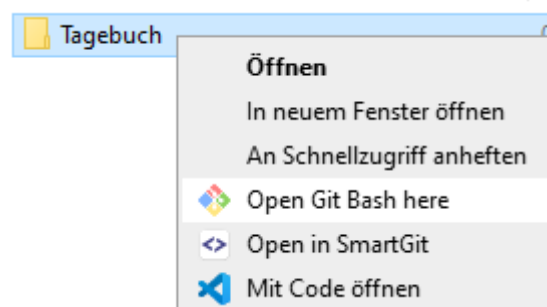 Tagebuch
Öffnen
In neuem Fenster öffnen
An Schnellzugriff anheften
Open Git Bash here
Open in SmartGit
Mit Code öffnen